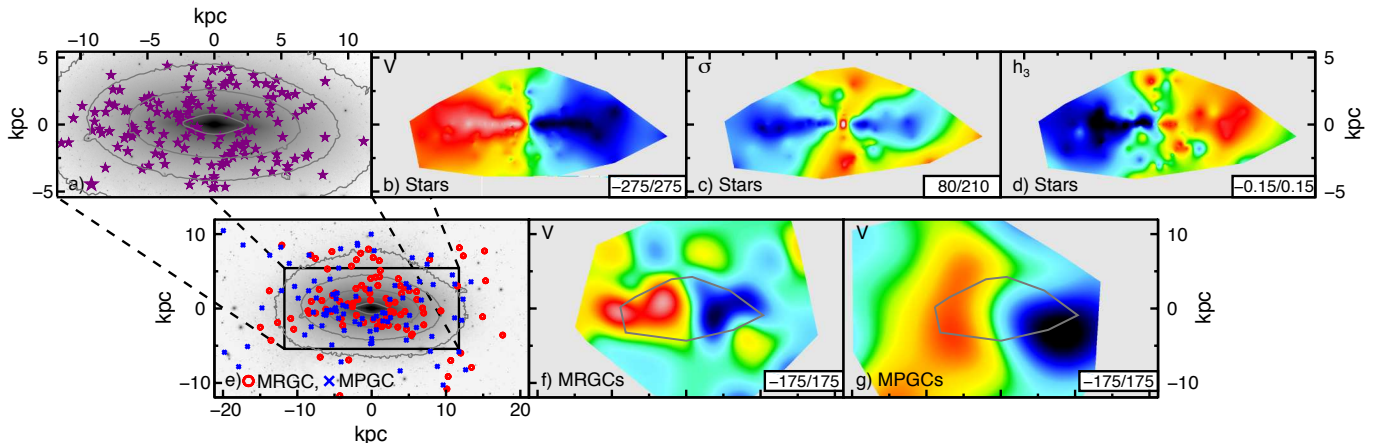 kpc
−10 −5 0 5 10
5 0 −5
kpc
a)
V
b) Stars
−275/275
σ
c) Stars
80/210
h3
d) Stars
−0.15/0.15
5 0 −5
kpc
10 0 −10
kpc
e) MRGC, MPGC
−20 −10 0 10 20
kpc
V
f) MRGCs
−175/175
V
g) MPGCs
−175/175
10 0 −10
kpc